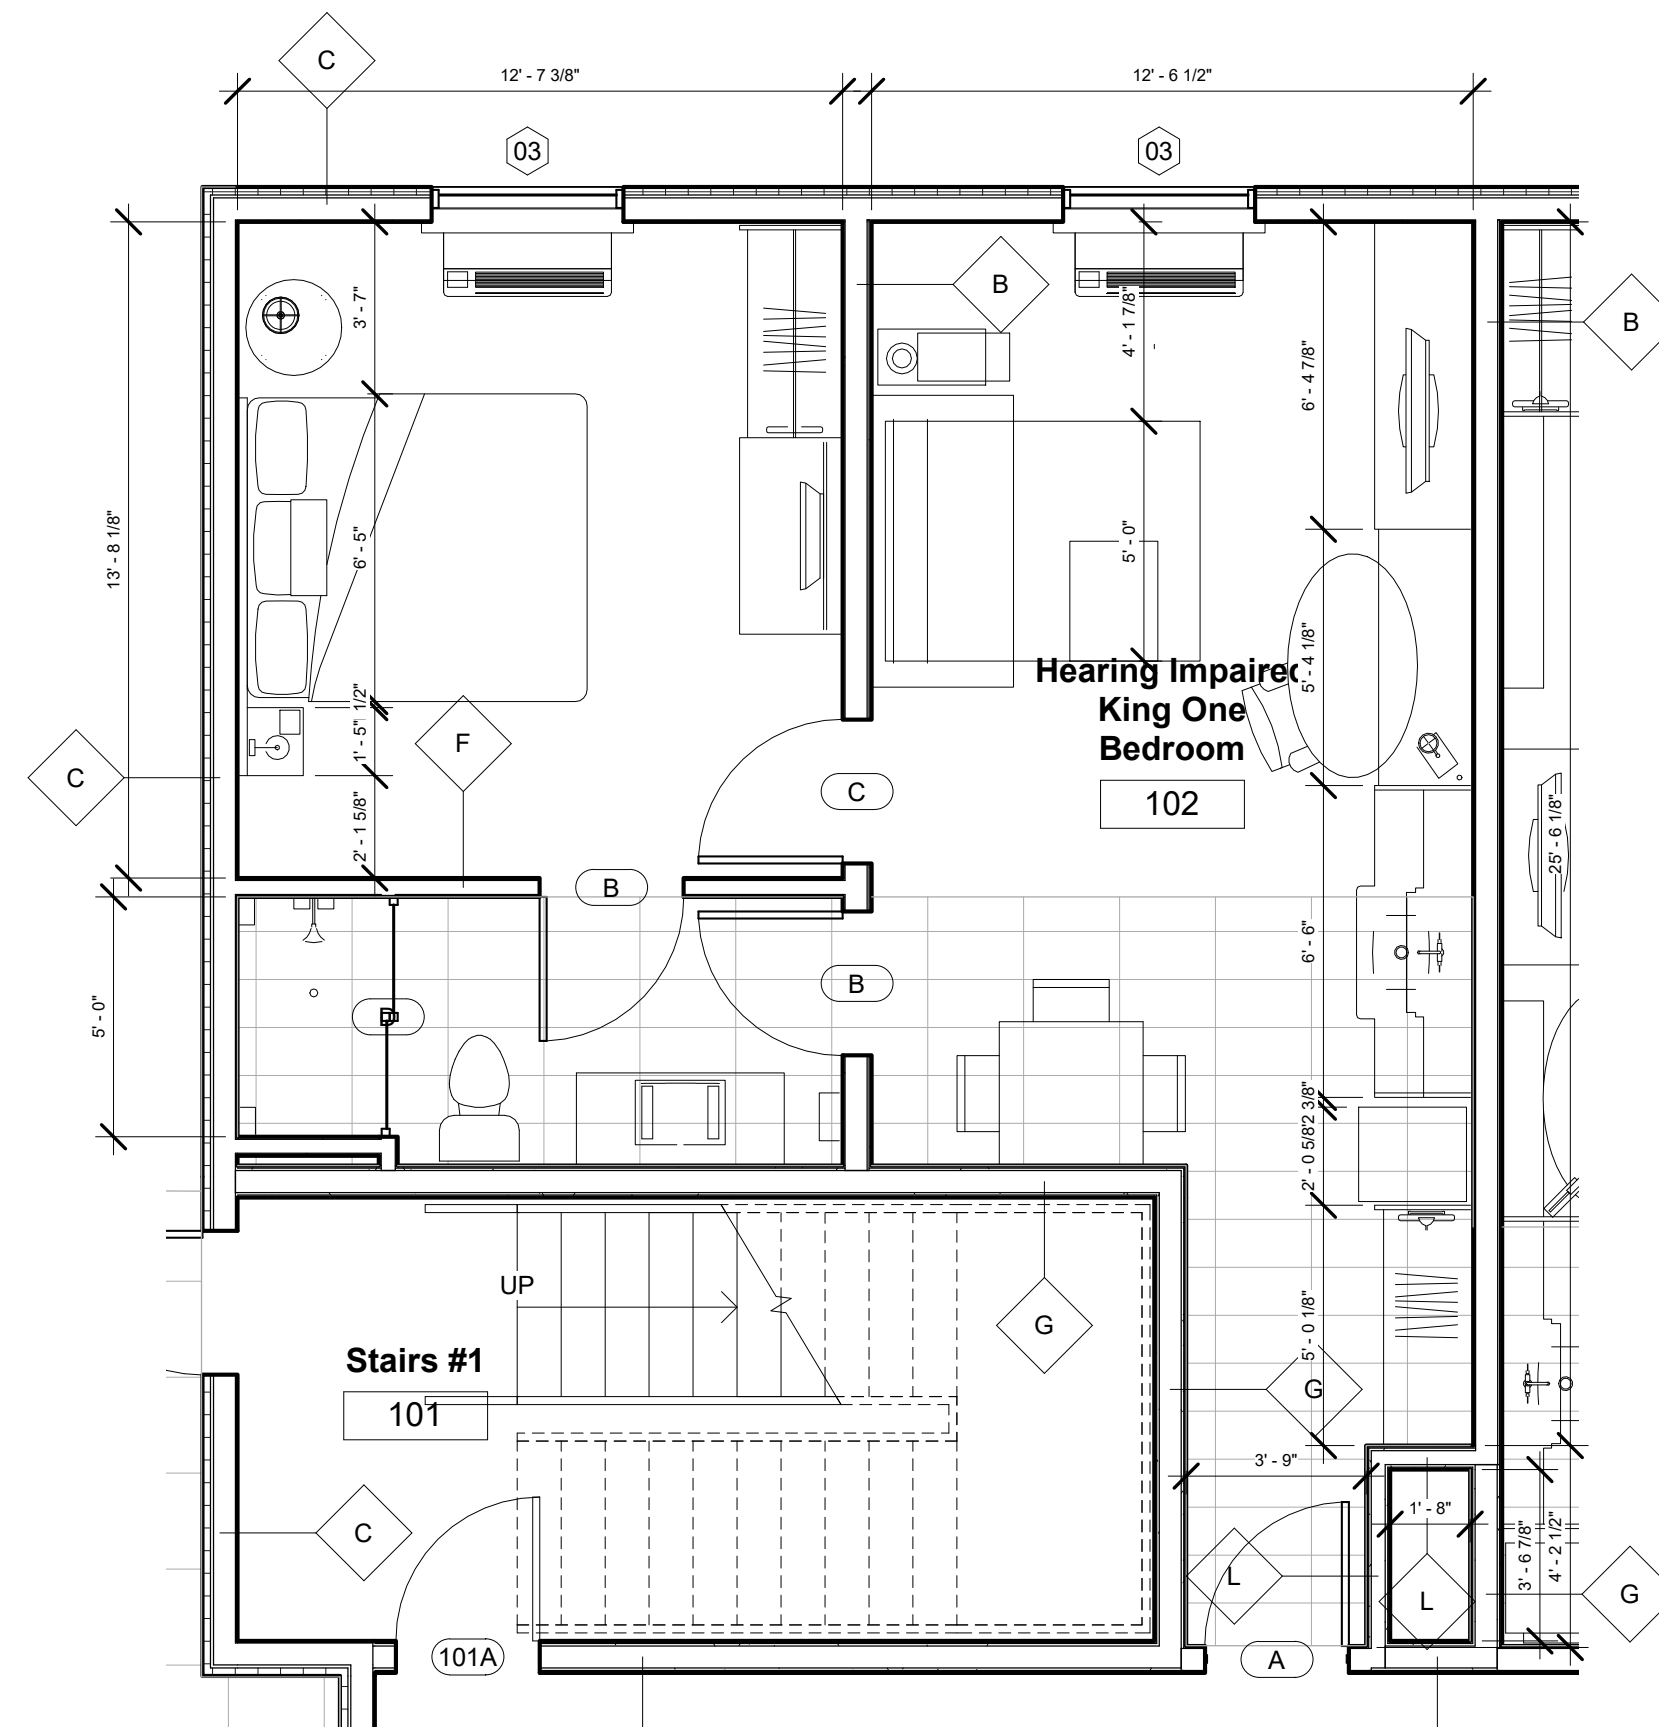 C
12' - 7 3/8"
12' - 6 1/2"
03
03
3' - 7"
B
4' - 1 7/8"
6' - 4 7/8"
B
13' - 8 1/8"
6' - 5"
5' - 0"
5' - 4 1/8"
Hearing Impaired
King One
Bedroom
102
1/2"
1' - 5"
F
C
C
2' - 1 5/8"
25' - 6 1/8"
B
6' - 6"
B
5' - 0"
D
2 3/8"
2' - 0 5/8"
UP
G
5' - 0 1/8"
Stairs #1
101
G
3' - 9"
1' - 8"
C
3' - 6 7/8"
4' - 2 1/2"
L
L
G
101A
A